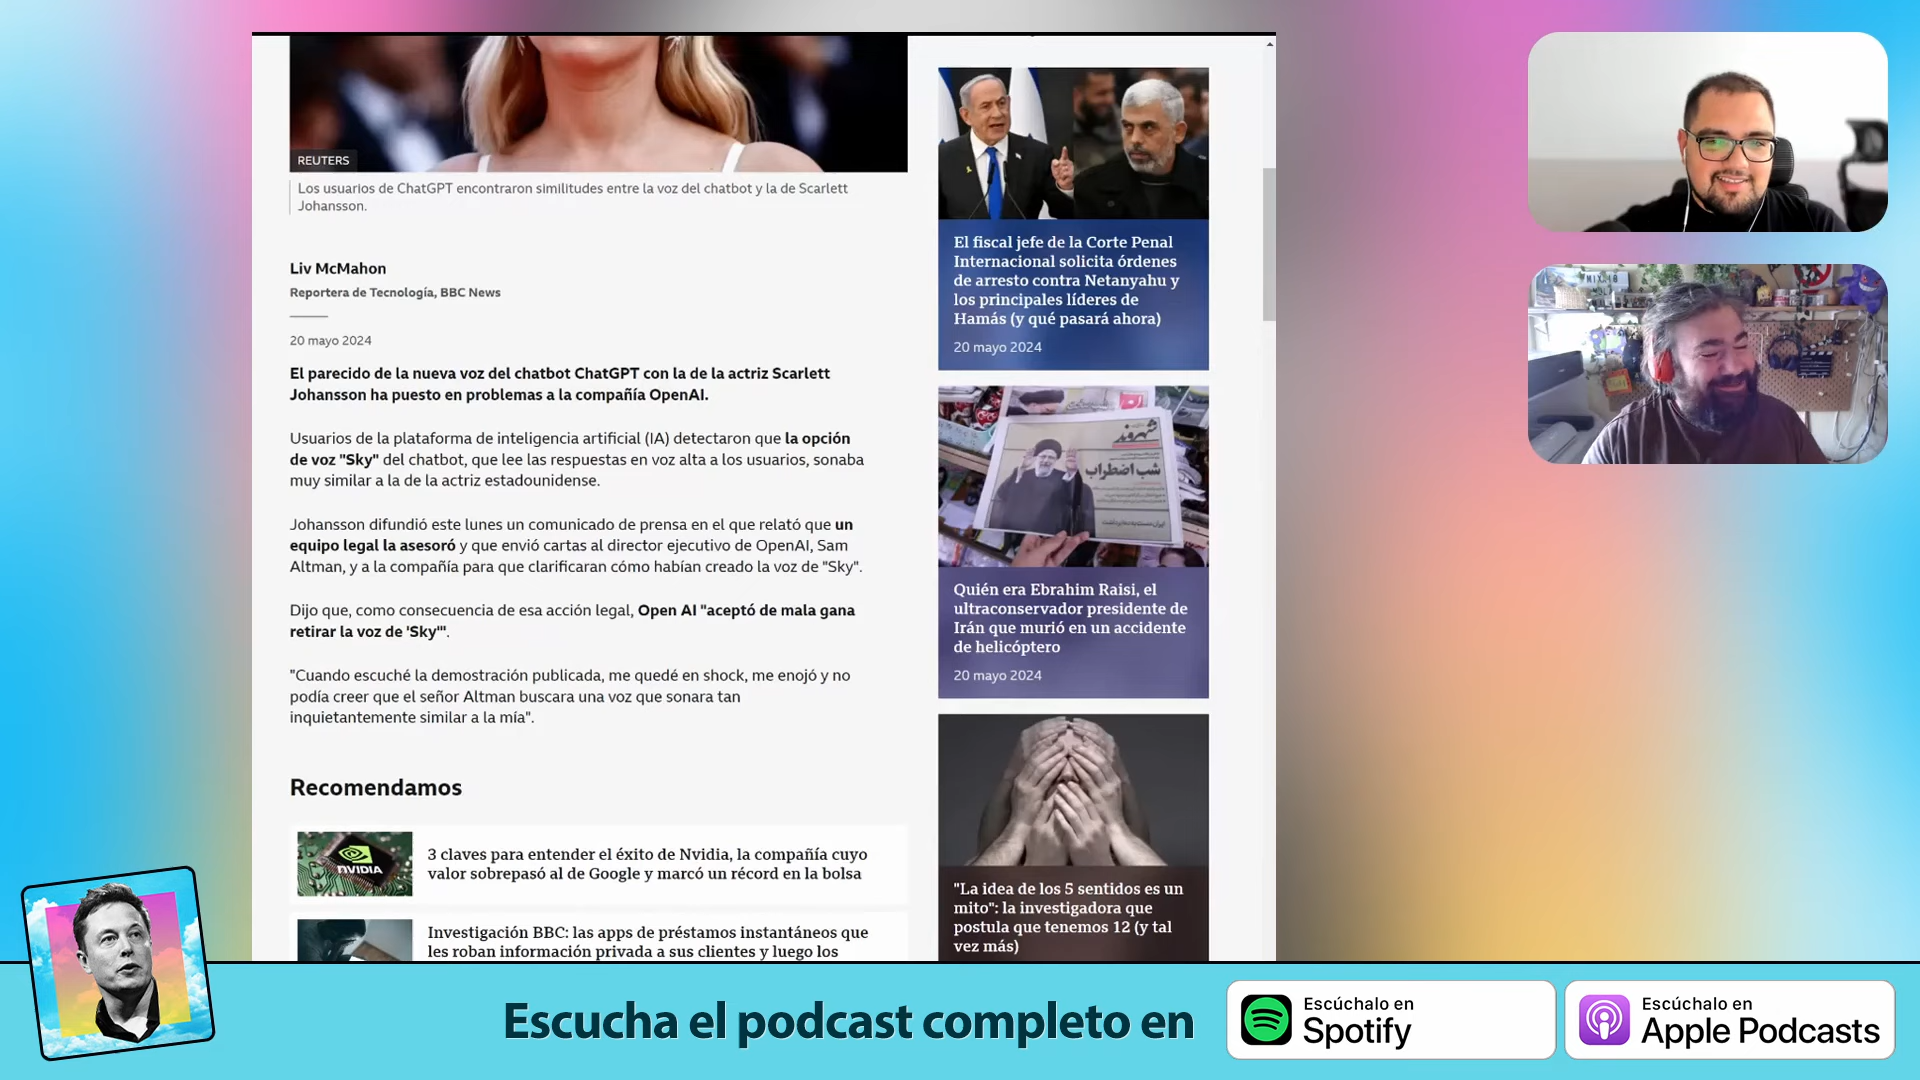 REUTERS
Los usuarios de ChatGPT encontraron similitudes entre la voz del chatbot y la de Scarlett
Johansson.
Liv McMahon
Reportera de Tecnología, BBC News
20 mayo 2024
El parecido de la nueva voz del chatbot ChatGPT con la de la actriz Scarlett
Johansson ha puesto en problemas a la compañía OpenAI.
Usuarios de la plataforma de inteligencia artificial (IA) detectaron que la opción
de voz "Sky" del chatbot, que lee las respuestas en voz alta a los usuarios, sonaba
muy similar a la de la actriz estadounidense.
Johansson difundió este lunes un comunicado de prensa en el que relató que un
equipo legal la asesoró y que envió cartas al director ejecutivo de OpenAI, Sam
Altman, y a la compañía para que clarificaran cómo habían creado la voz de "Sky".
Dijo que, como consecuencia de esa acción legal, Open AI "aceptó de mala gana
retirar la voz de 'Sky'".
"Cuando escuché la demostración publicada, me quedé en shock, me enojó y no
podía creer que el señor Altman buscara una voz que sonara tan
inquietantemente similar a la mía".
Recomendamos
NVIDIA
3 claves para entender el éxito de Nvidia, la compañía cuyo
valor sobrepasó al de Google y marcó un récord en la bolsa
Investigación BBC: las apps de préstamos instantáneos que
les roban información privada a sus clientes y luego los
El fiscal jefe de la Corte Penal
Internacional solicita órdenes
de arresto contra Netanyahu y
los principales líderes de
Hamás (y qué pasará ahora)
20 mayo 2024
شهروند
شب اضطراب
Quién era Ebrahim Raisi, el
ultraconservador presidente de
Irán que murió en un accidente
de helicóptero
20 mayo 2024
"La idea de los 5 sentidos es un
mito": la investigadora que
postula que tenemos 12 (y tal
vez más)
Escucha el podcast completo en
Escúchalo en
Spotify
Escúchalo en
Apple Podcasts